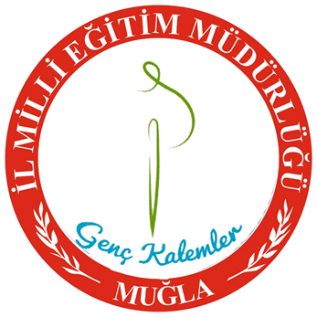 İL MİLLİ EĞİTİM MÜDÜRLÜĞÜ
Genç Kalemler
MUĞLA